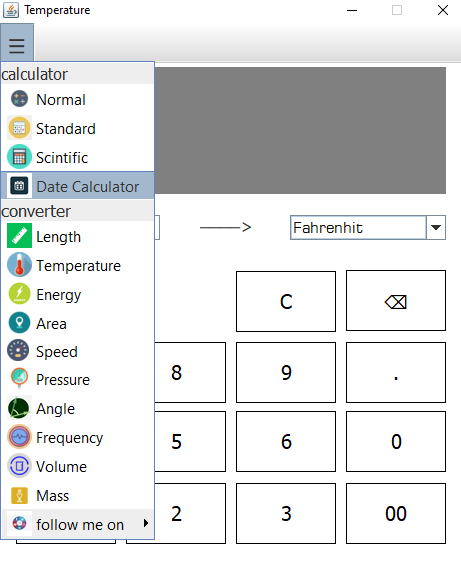 Temperature
☰
calculator
Normal
Standard
Scintific
Date Calculator
converter
Length
Temperature
Energy
Area
Speed
Pressure
Angle
Frequency
Volume
Mass
follow me on
———> Fahrenhit
C ⌫
8 9 .
5 6 0
2 3 00